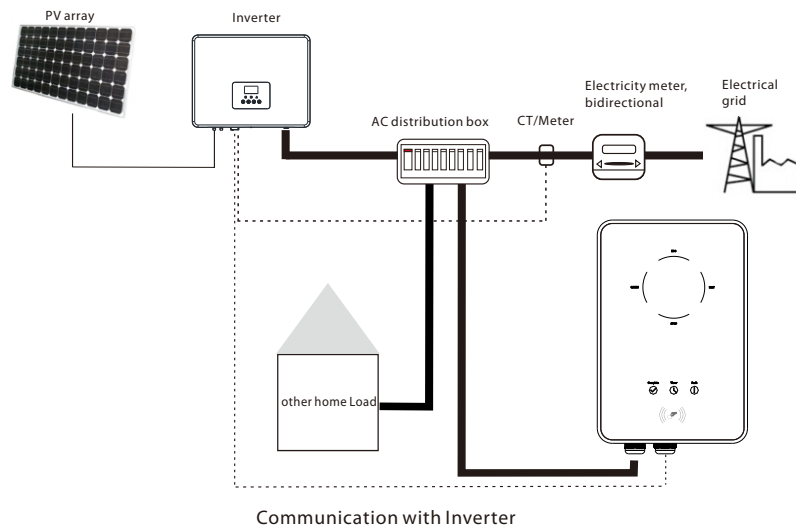 PV array
Inverter
Electricity meter,
bidirectional
Electrical
grid
AC distribution box
CT/Meter
other home Load
Communication with Inverter